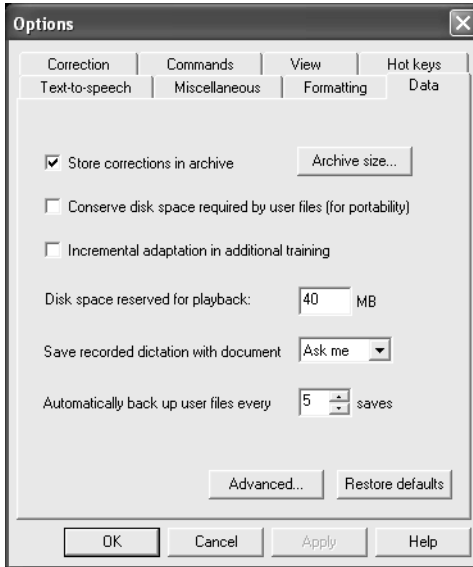 Options
Correction Commands View Hot keys
Text-to-speech Miscellaneous Formatting Data
Store corrections in archive Archive size...
Conserve disk space required by user files (for portability)
Incremental adaptation in additional training
Disk space reserved for playback: 40 MB
Save recorded dictation with document Ask me
Automatically back up user files every 5 saves
Advanced... Restore defaults
OK Cancel Apply Help